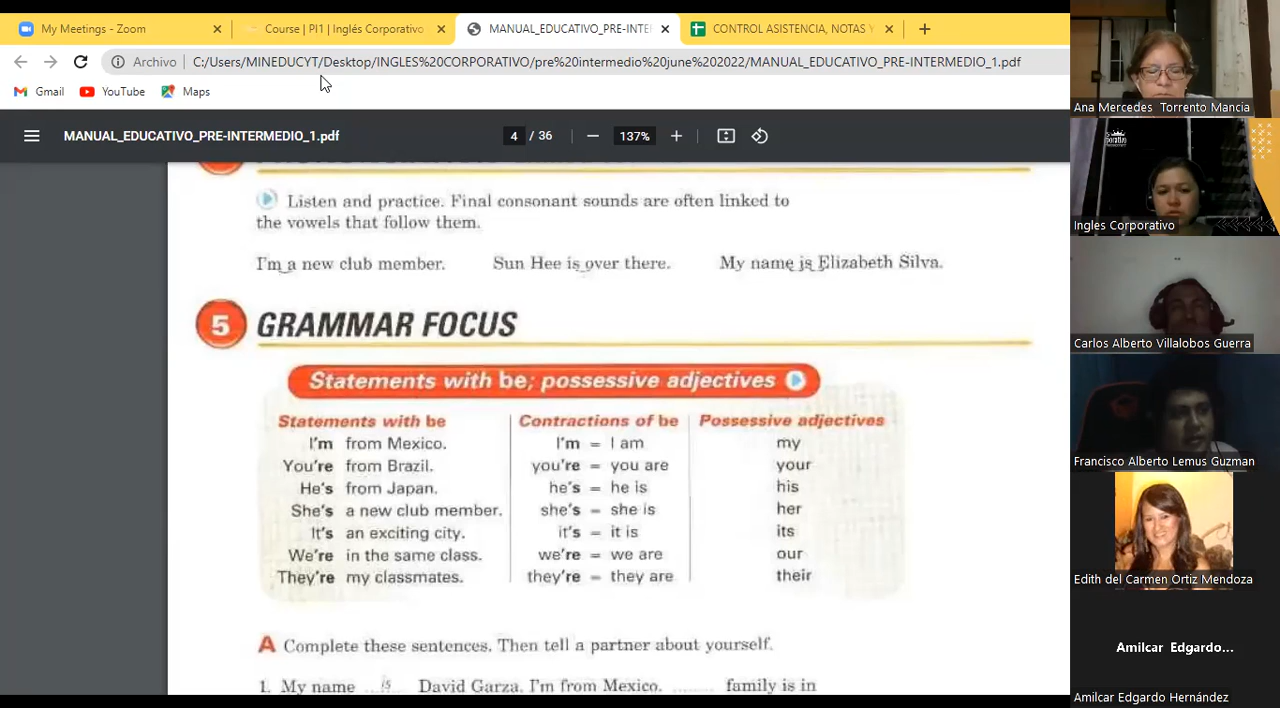 My Meetings - Zoom
Course | PI1 | Inglés Corporativo
MANUAL_EDUCATIVO_PRE-INTER
CONTROL ASISTENCIA, NOTAS Y
Archivo
C:/Users/MINEDUCYT/Desktop/INGLES%20CORPORATIVO/pre%20intermedio%20june%202022/MANUAL_EDUCATIVO_PRE-INTERMEDIO_1.pdf
Gmail
YouTube
Maps
MANUAL_EDUCATIVO_PRE-INTERMEDIO_1.pdf
4 / 36
137%
Listen and practice. Final consonant sounds are often linked to
the vowels that follow them.
I'm a new club member. Sun Hee is over there. My name is Elizabeth Silva.
5 GRAMMAR FOCUS
Statements with be; possessive adjectives
Statements with be Contractions of be Possessive adjectives
I'm from Mexico. I'm = I am my
You're from Brazil. you're = you are your
He's from Japan. he's = he is his
She's a new club member. she's = she is her
It's an exciting city. it's = it is its
We're in the same class. we're = we are our
They're my classmates. they're = they are their
A Complete these sentences. Then tell a partner about yourself.
1. My name is David Garza. I'm from Mexico. ........ family is in
Ana Mercedes Torrento Mancia
Ingles Corporativo
Carlos Alberto Villalobos Guerra
Francisco Alberto Lemus Guzman
Edith del Carmen Ortiz Mendoza
Amilcar Edgardo...
Amilcar Edgardo Hernández